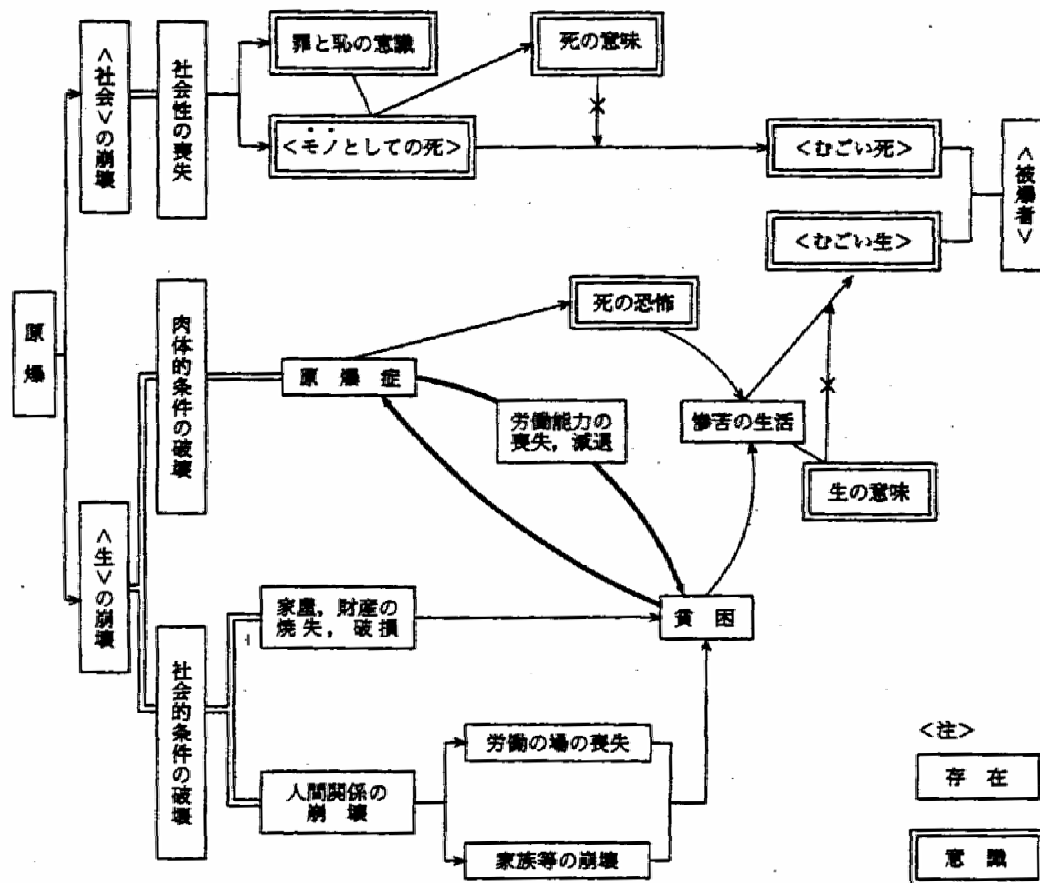 原爆
<社会>の崩壊
社会性の喪失
罪と恥の意識
死の意味
<モノとしての死>
<むごい死>
<むごい生>
<被爆者>
肉体的条件の破壊
原爆症
死の恐怖
労働能力の
喪失,減退
惨苦の生活
生の意味
<生>の崩壊
社会的条件の破壊
家屋,財産の
焼失,破損
貧困
人間関係の
崩壊
労働の場の喪失
家族等の崩壊
<注>
存在
意識